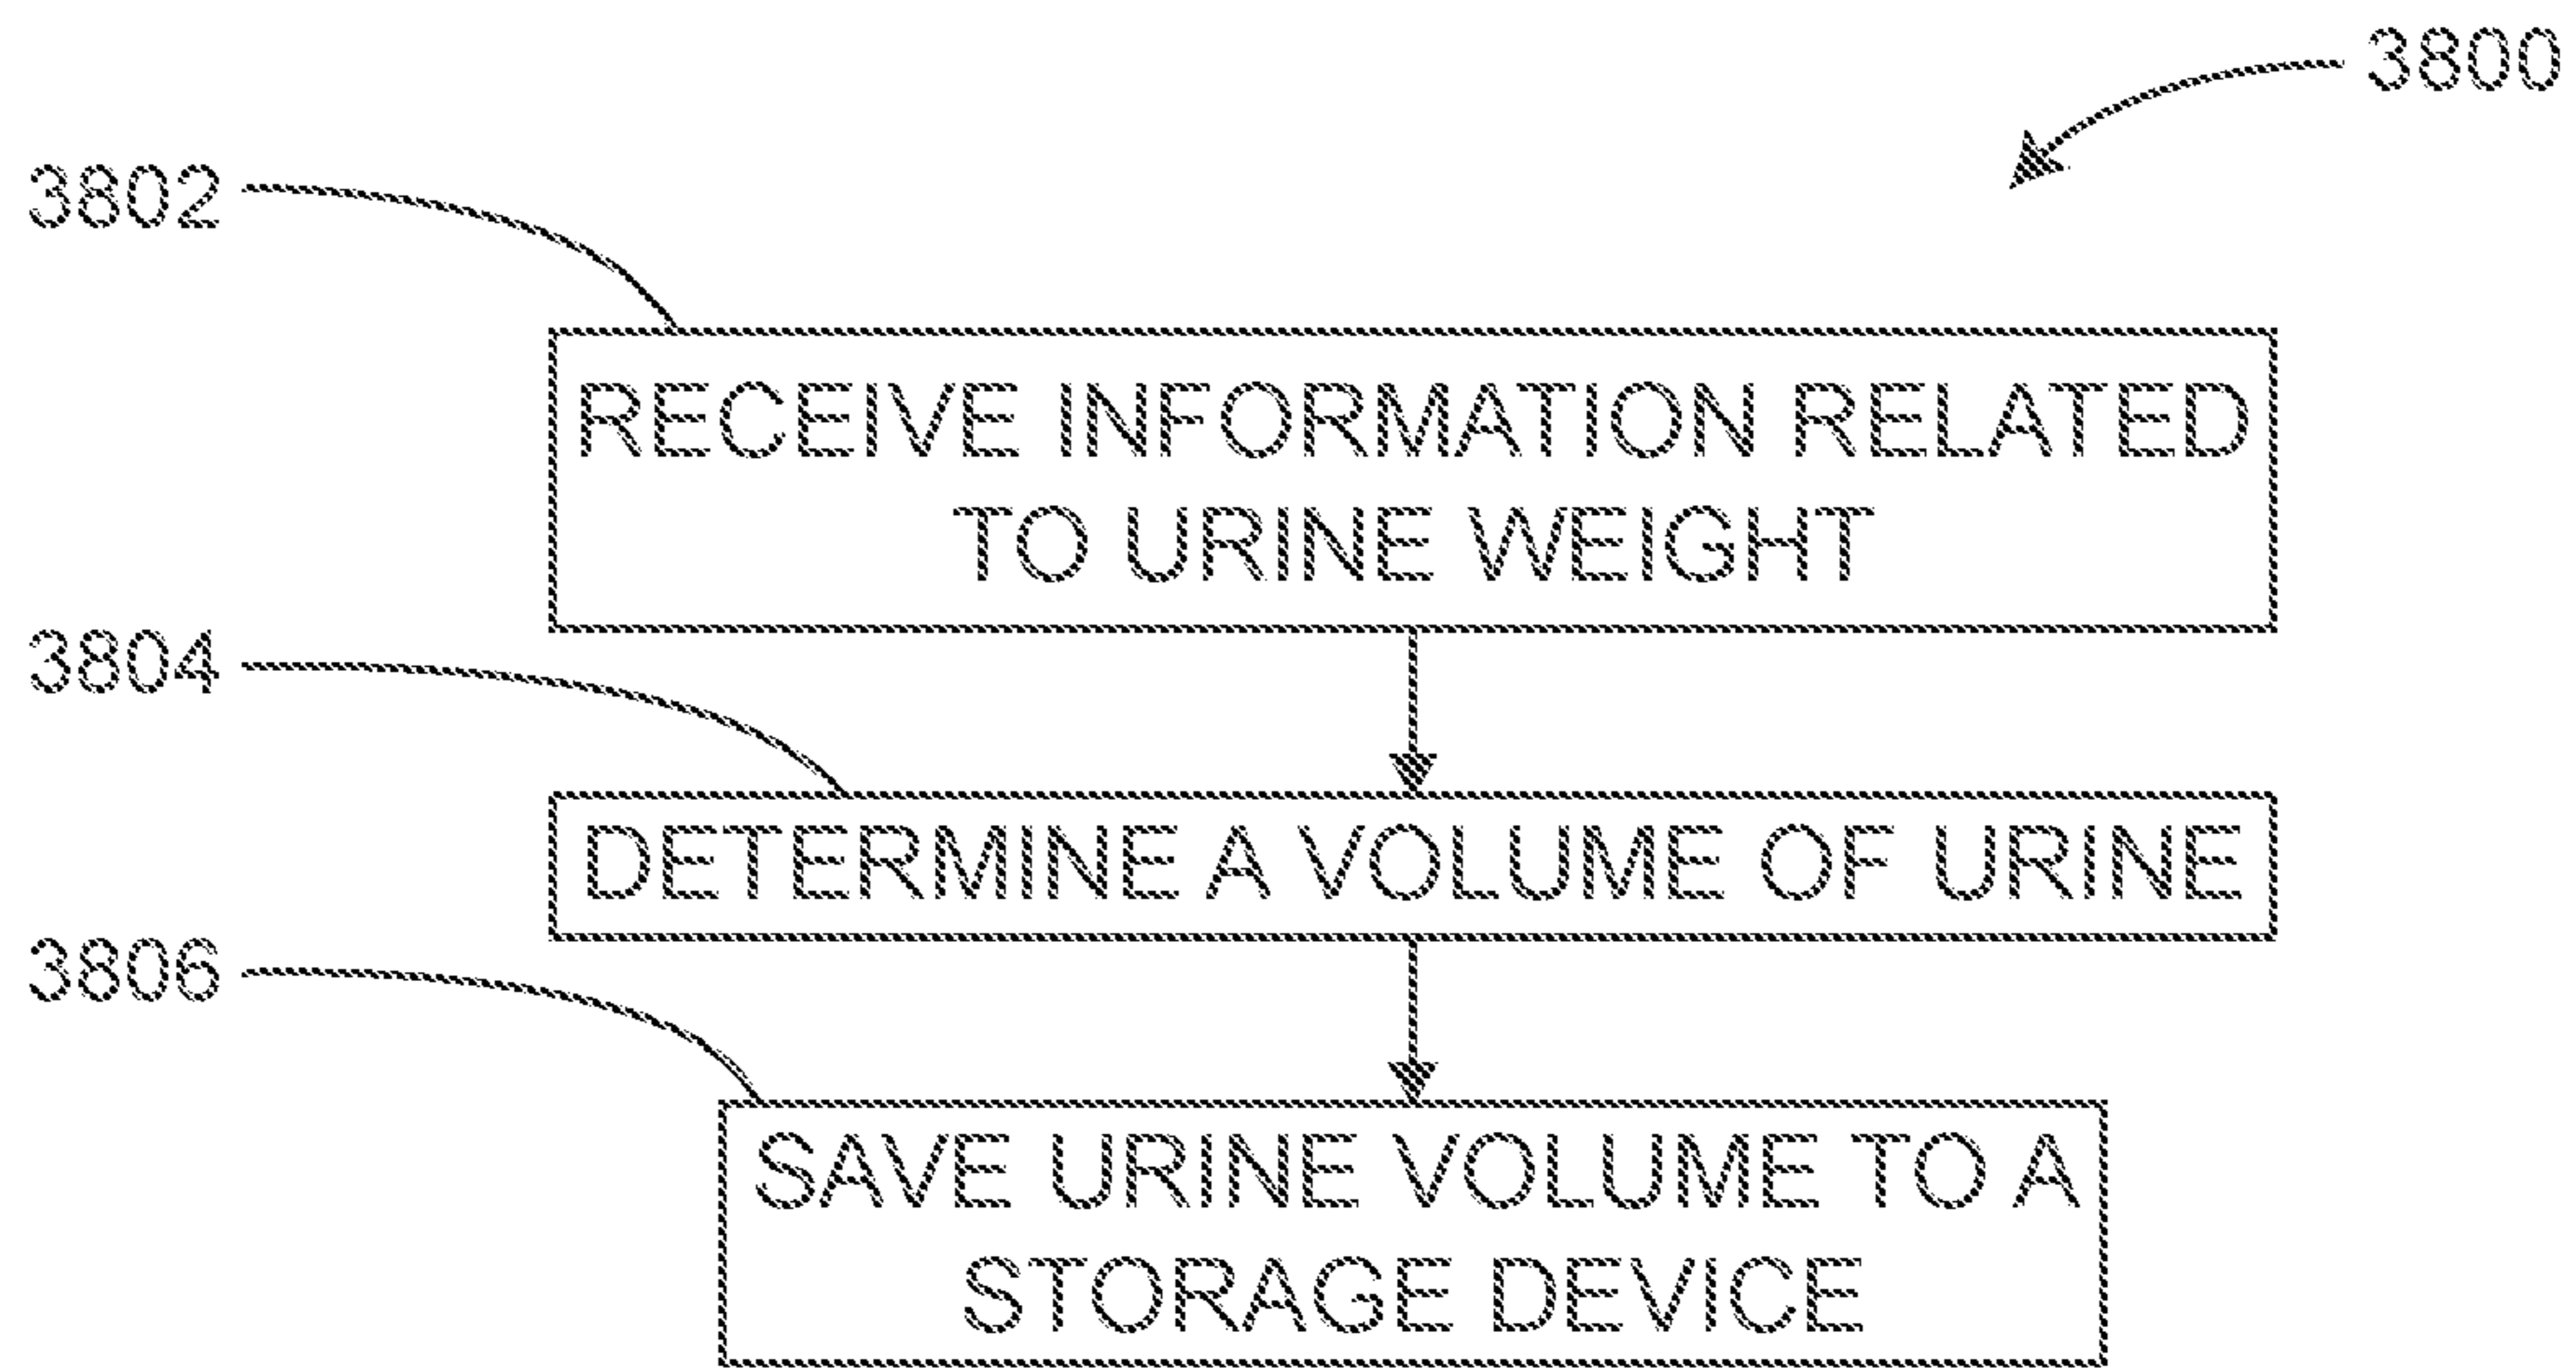 3800
3802
RECEIVE INFORMATION RELATED
TO URINE WEIGHT
3804
DETERMINE A VOLUME OF URINE
3806
SAVE URINE VOLUME TO A
STORAGE DEVICE